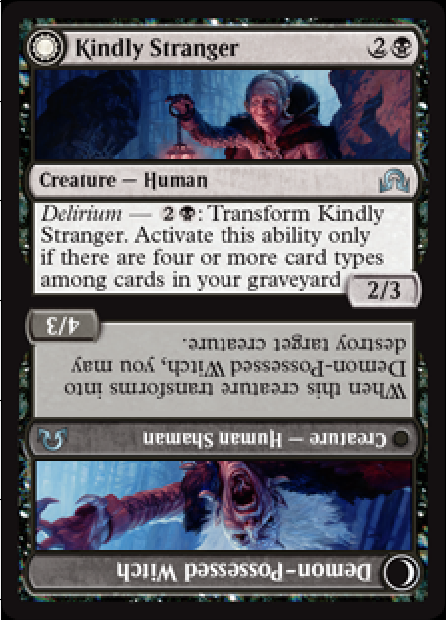 Kindly Stranger 2
Creature — Human
Delirium — 2: Transform Kindly
Stranger. Activate this ability only
if there are four or more card types
among cards in your graveyard
2/3
Demon-Possessed Witch
Creature — Human Shaman
When this creature transforms into
Demon-Possessed Witch, you may
destroy target creature.
4/3